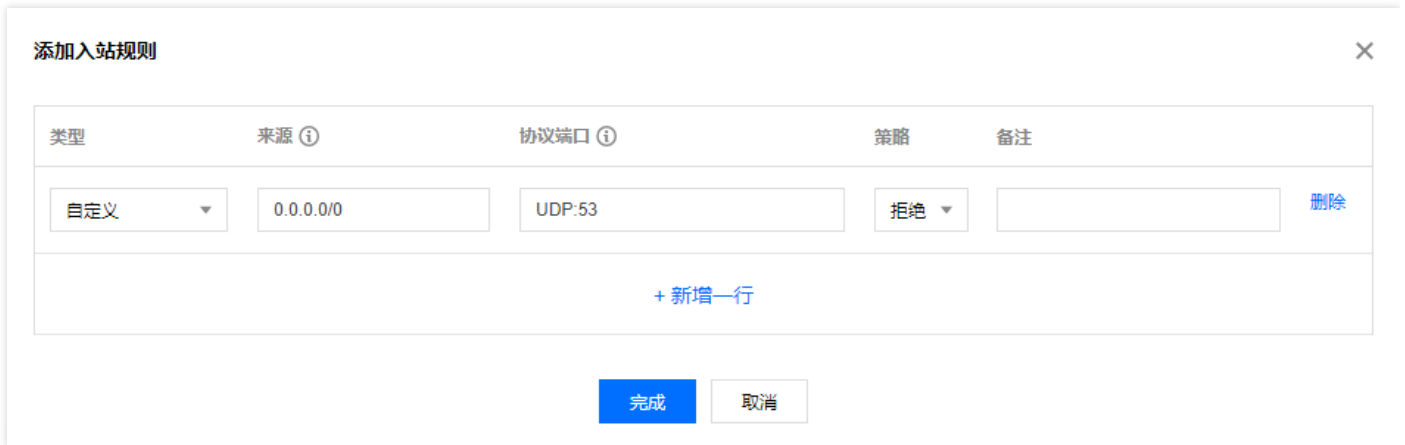 添加入站规则
类型 来源 协议端口 策略 备注
自定义 0.0.0.0/0 UDP:53 拒绝 删除
+ 新增一行
完成 取消